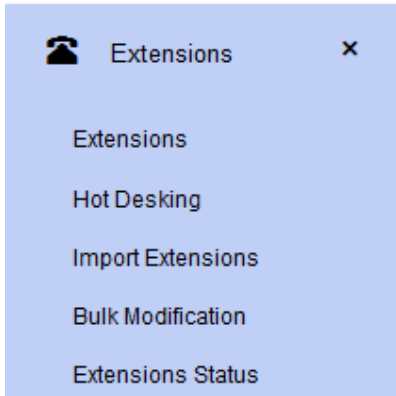 Extensions
Extensions
Hot Desking
Import Extensions
Bulk Modification
Extensions Status